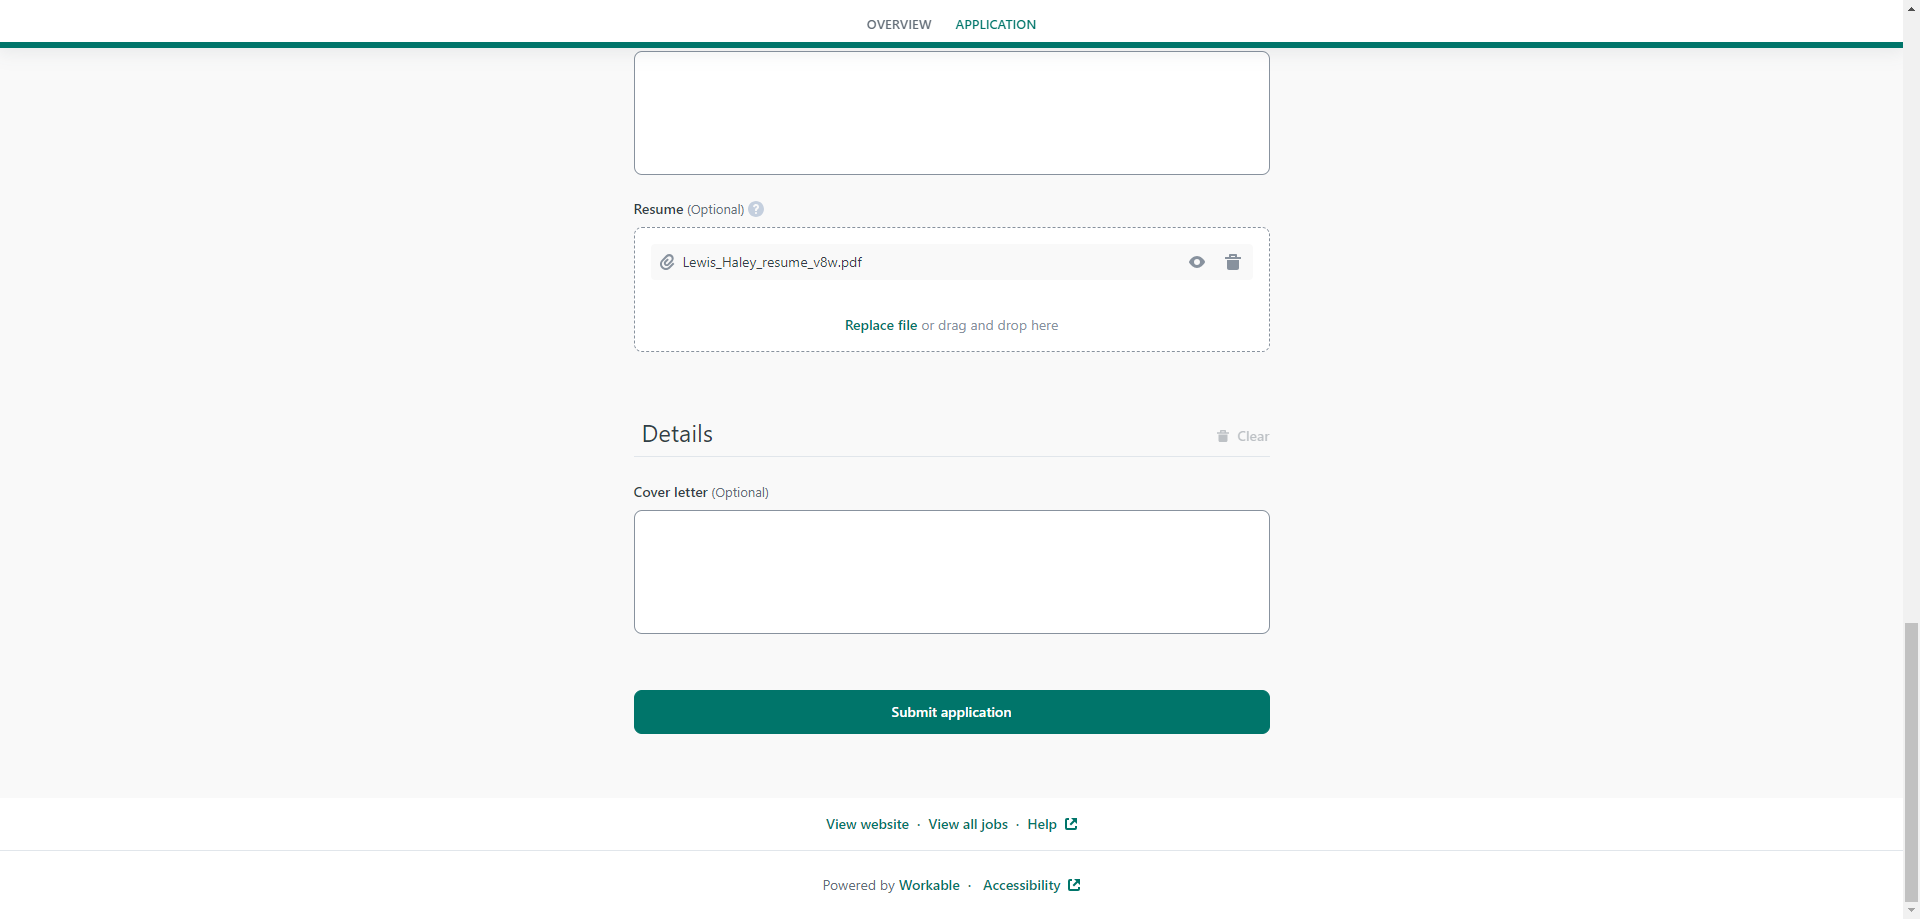 OVERVIEW APPLICATION
Resume (Optional) ?
Lewis_Haley_resume_v8w.pdf
Replace file or drag and drop here
Details Clear
Cover letter (Optional)
Submit application
View website · View all jobs · Help
Powered by Workable · Accessibility